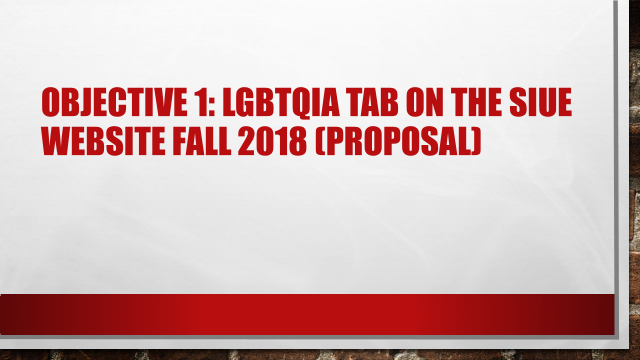 OBJECTIVE 1: LGBTQIA TAB ON THE SIUE
WEBSITE FALL 2018 (PROPOSAL)